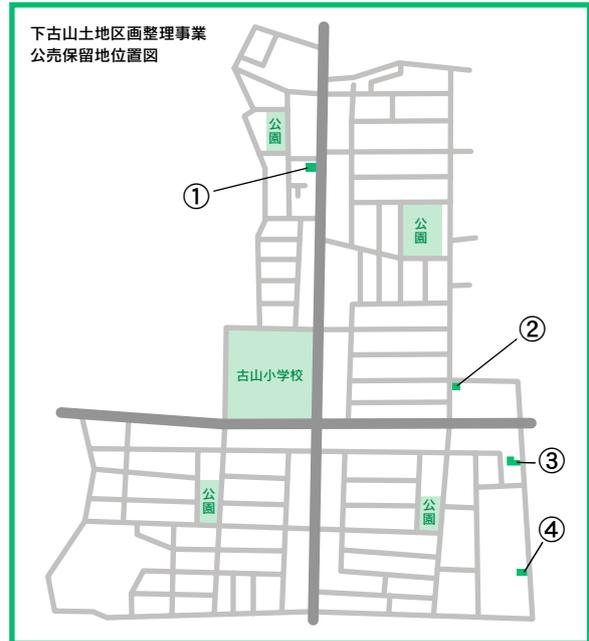 下古山土地区画整理事業
公売保留地位置図
公園
①
公園
②
古山小学校
③
公園
公園
④